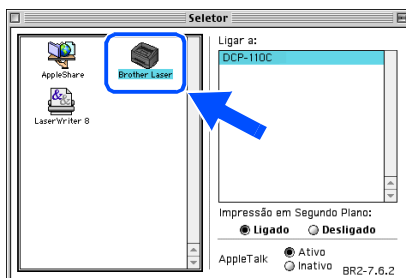 Seletor
AppleShare
Brother Laser
LaserWriter 8
Ligar a:
DCP-110C
Impressão em Segundo Plano:
Ligado Desligado
AppleTalk
Ativo
Inativo
BR2-7.6.2